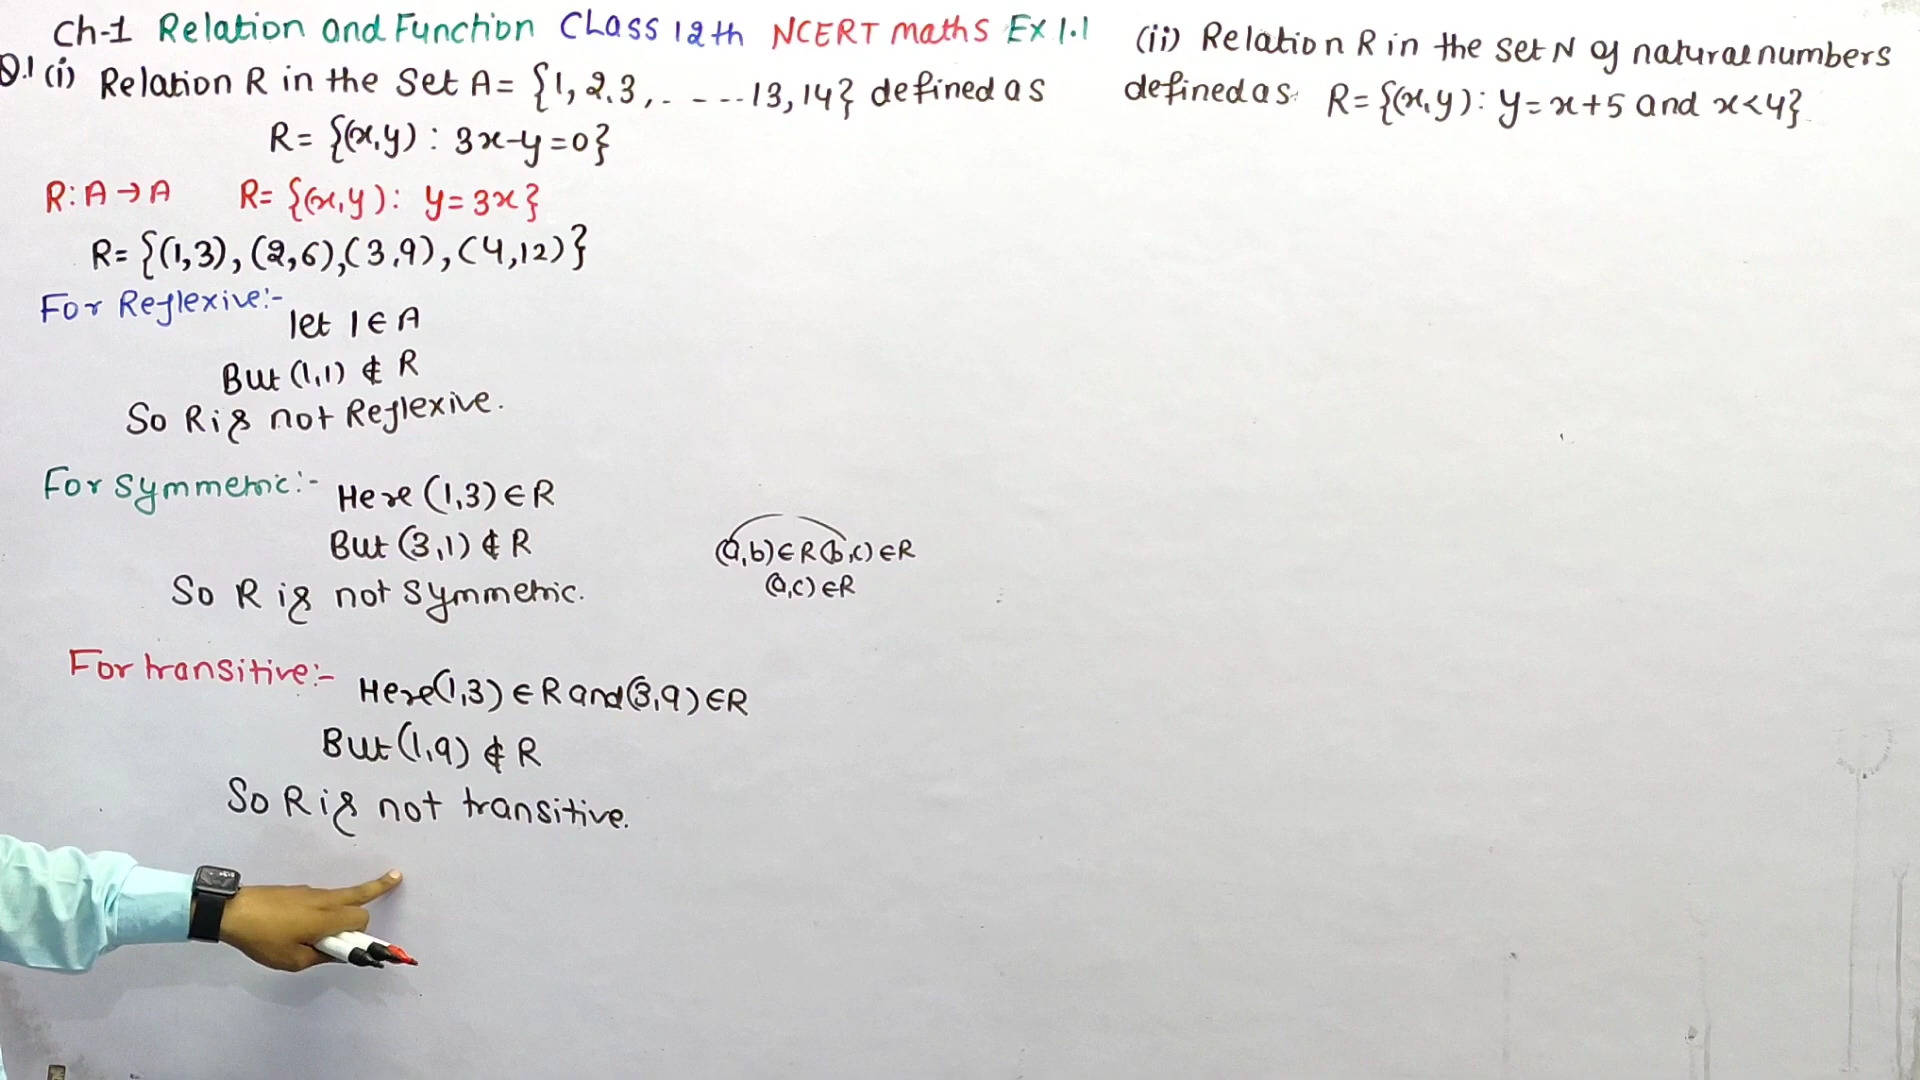 Ch-1 Relation and Function Class 12th NCERT maths Ex 1.1
Q.1 (i) Relation R in the Set A = {1, 2, 3, . - - -- 13, 14} defined as
R = {(x,y) : 3x-y=0}
R: A → A R = {(x,y) : y = 3x}
R = {(1,3), (2,6), (3,9), (4,12)}
For Reflexive:-
let 1 ∈ A
But (1,1) ∉ R
So R is not Reflexive.
For symmetric:- Here (1,3) ∈ R
But (3,1) ∉ R
So R is not symmetric.
(a,b) ∈ R (b,c) ∈ R
(a,c) ∈ R
For transitive:- Here (1,3) ∈ R and (3,9) ∈ R
But (1,9) ∉ R
So R is not transitive.
(ii) Relation R in the set N of natural numbers
defined as R = {(x,y) : y = x+5 and x<4}